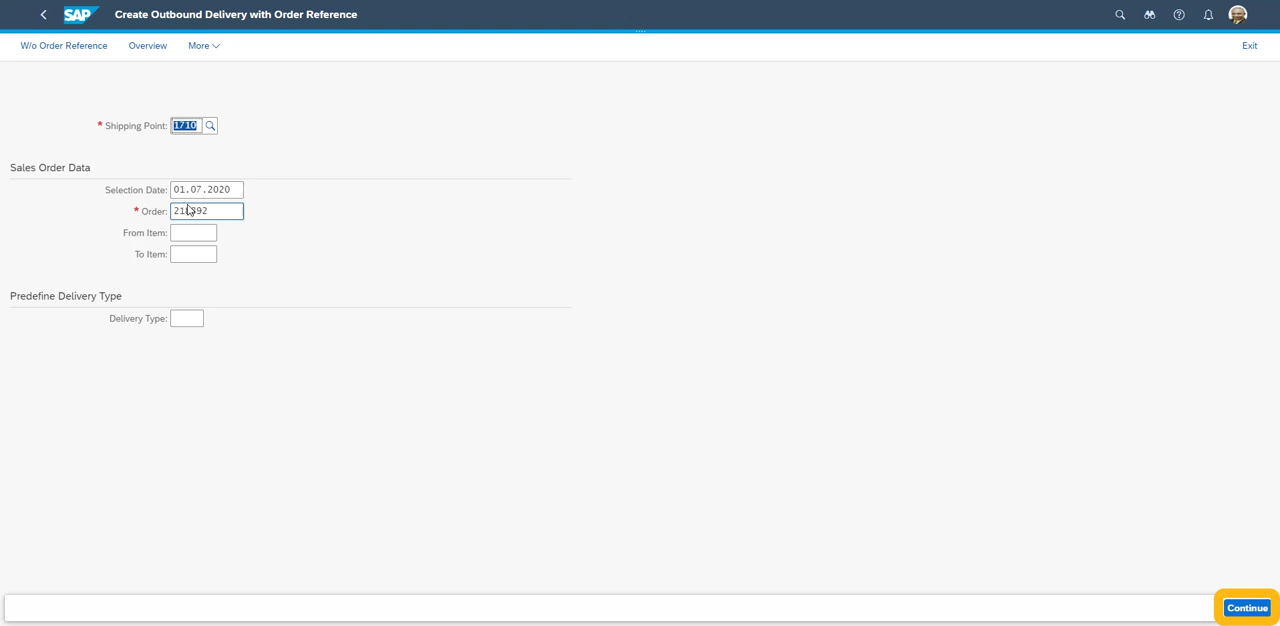 SAP Create Outbound Delivery with Order Reference
W/o Order Reference Overview More Exit
* Shipping Point: 1710
Sales Order Data
Selection Date: 01.07.2020
* Order:
From Item:
To Item:
Predefine Delivery Type
Delivery Type:
Continue